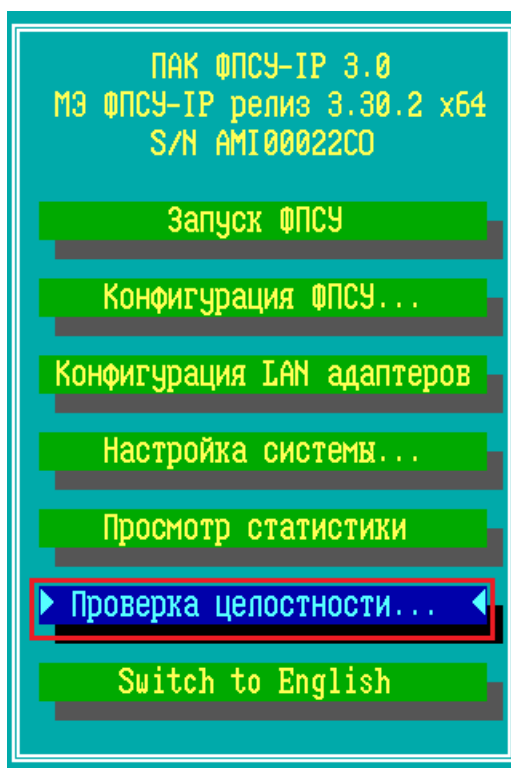 ПАК ФПСУ-IP 3.0
МЭ ФПСУ-IP релиз 3.30.2 x64
S/N AMI00022CO
Запуск ФПСУ
Конфигурация ФПСУ...
Конфигурация LAN адаптеров
Настройка системы...
Просмотр статистики
Проверка целостности...
Switch to English